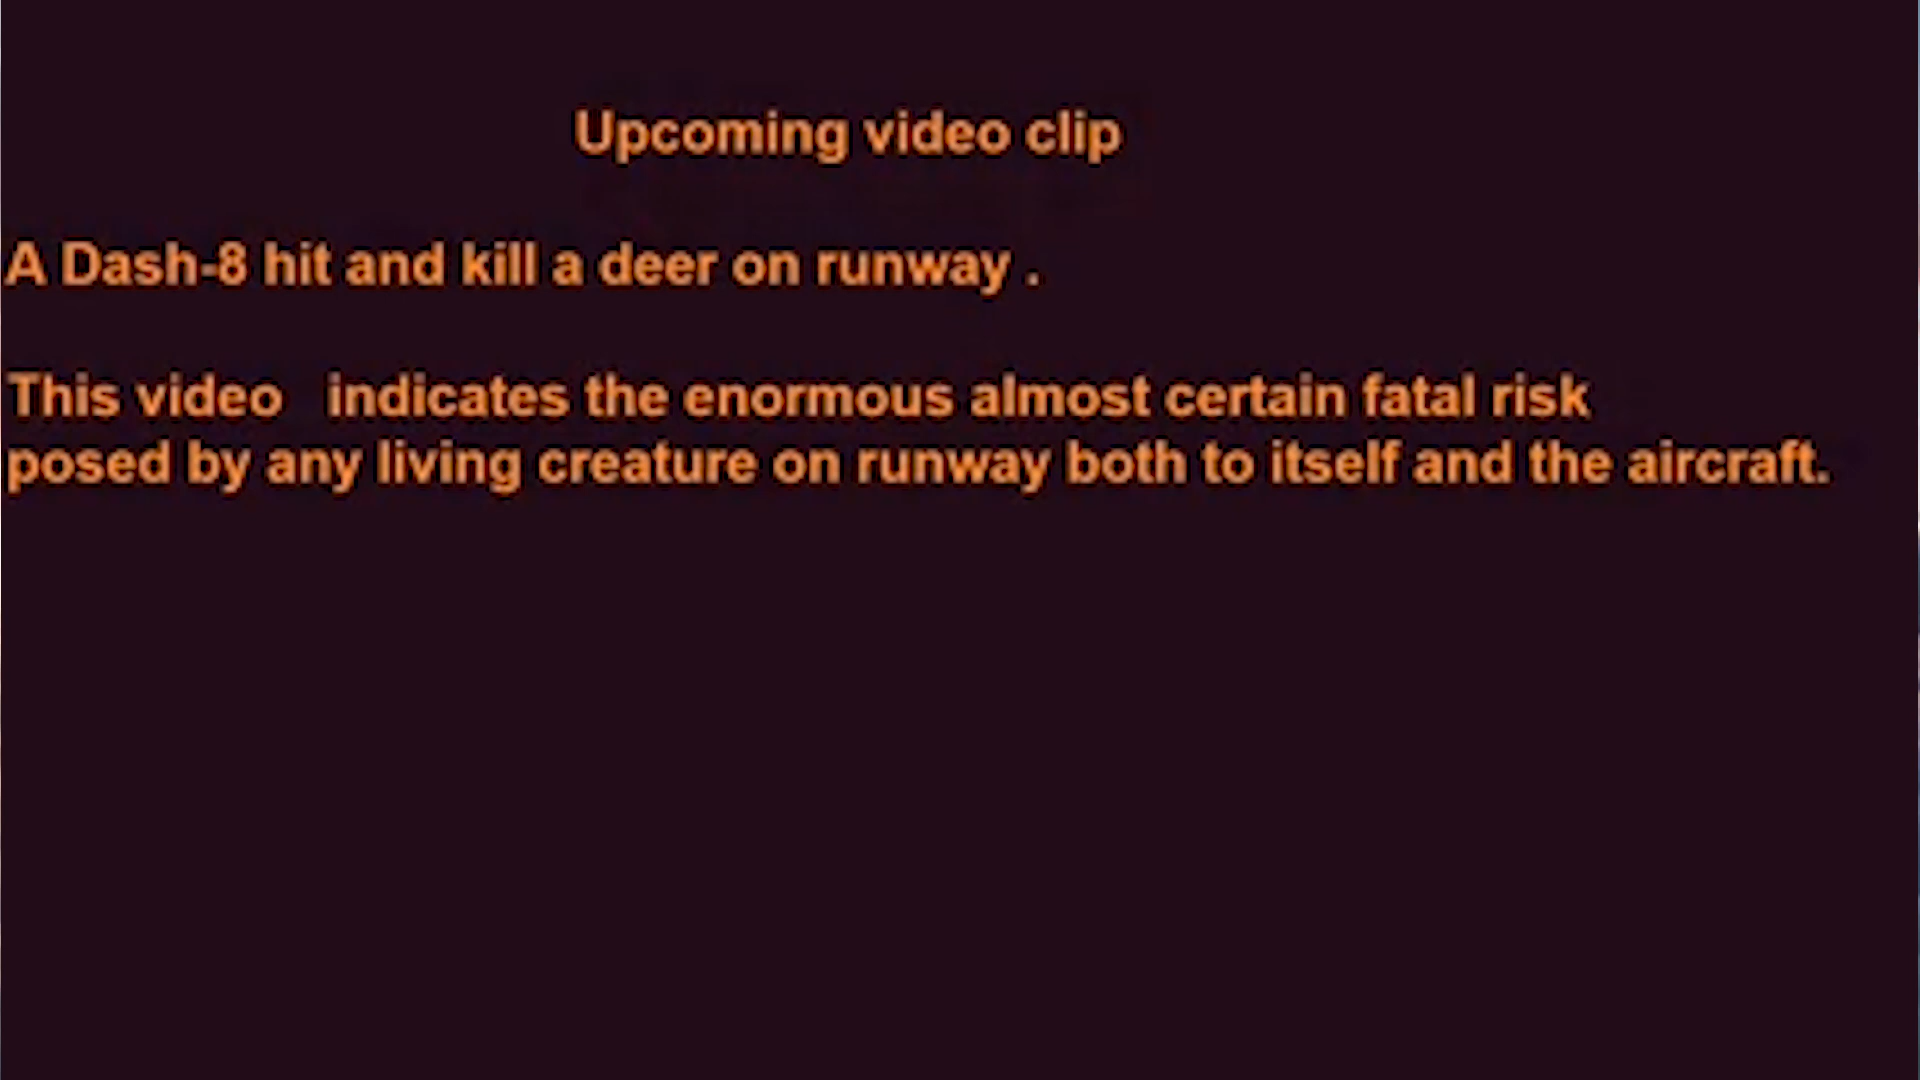 Upcoming video clip
A Dash-8 hit and kill a deer on runway .
This video   indicates the enormous almost certain fatal risk
posed by any living creature on runway both to itself and the aircraft.